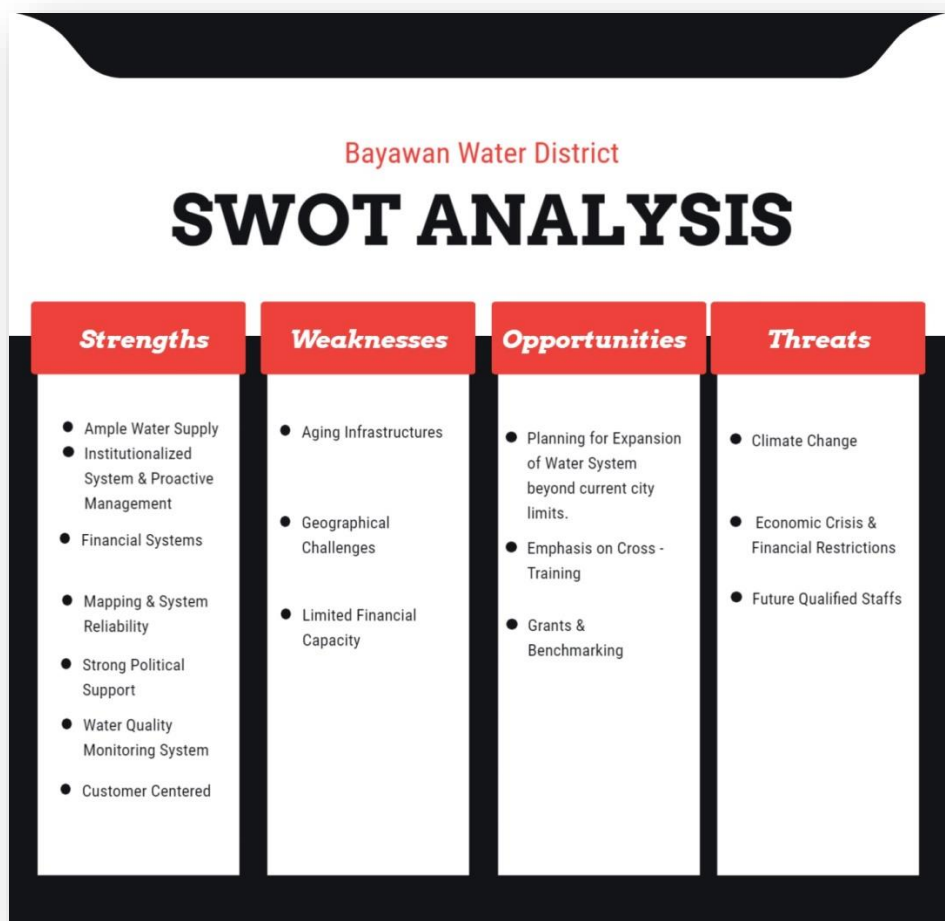 Bayawan Water District
SWOT ANALYSIS
Strengths
Ample Water Supply
Institutionalized
System & Proactive
Management
Financial Systems
Mapping & System
Reliability
Strong Political
Support
Water Quality
Monitoring System
Customer Centered
Weaknesses
Aging Infrastructures
Geographical
Challenges
Limited Financial
Capacity
Opportunities
Planning for Expansion
of Water System
beyond current city
limits.
Emphasis on Cross -
Training
Grants &
Benchmarking
Threats
Climate Change
Economic Crisis &
Financial Restrictions
Future Qualified Staffs